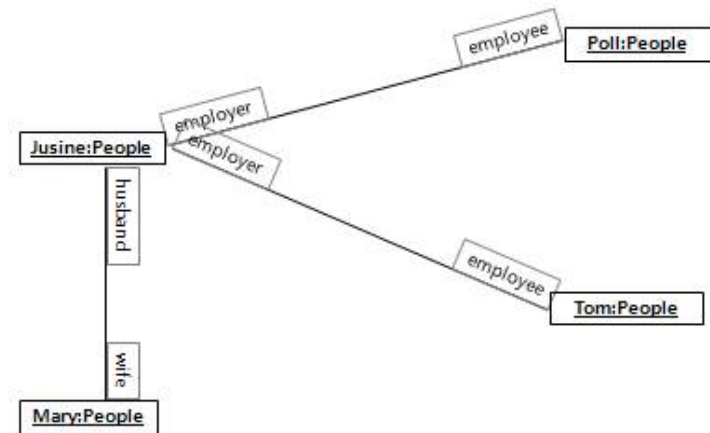 employee
Poll:People
employer
Jusine:People
employer
husband
employee
Tom:People
wife
Mary:People